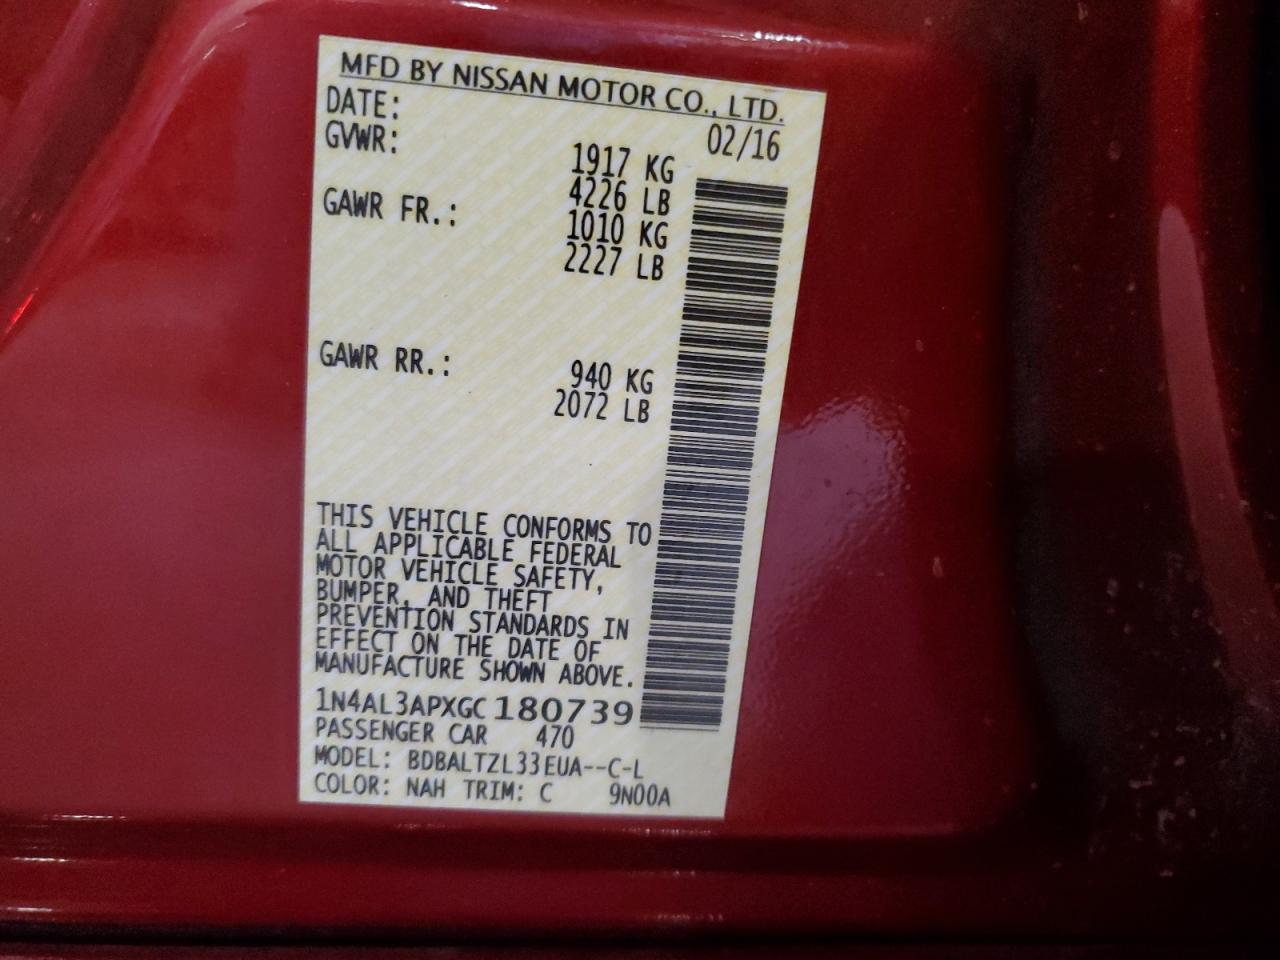 MFD BY NISSAN MOTOR CO., LTD.
DATE: 02/16
GVWR: 1917 KG
4226 LB
GAWR FR.: 1010 KG
2227 LB
GAWR RR.: 940 KG
2072 LB
THIS VEHICLE CONFORMS TO
ALL APPLICABLE FEDERAL
MOTOR VEHICLE SAFETY,
BUMPER, AND THEFT
PREVENTION STANDARDS IN
EFFECT ON THE DATE OF
MANUFACTURE SHOWN ABOVE.
1N4AL3APXGC180739
PASSENGER CAR 470
MODEL: BDBALTZL33EUA--C-L
COLOR: NAH TRIM: C 9N00A